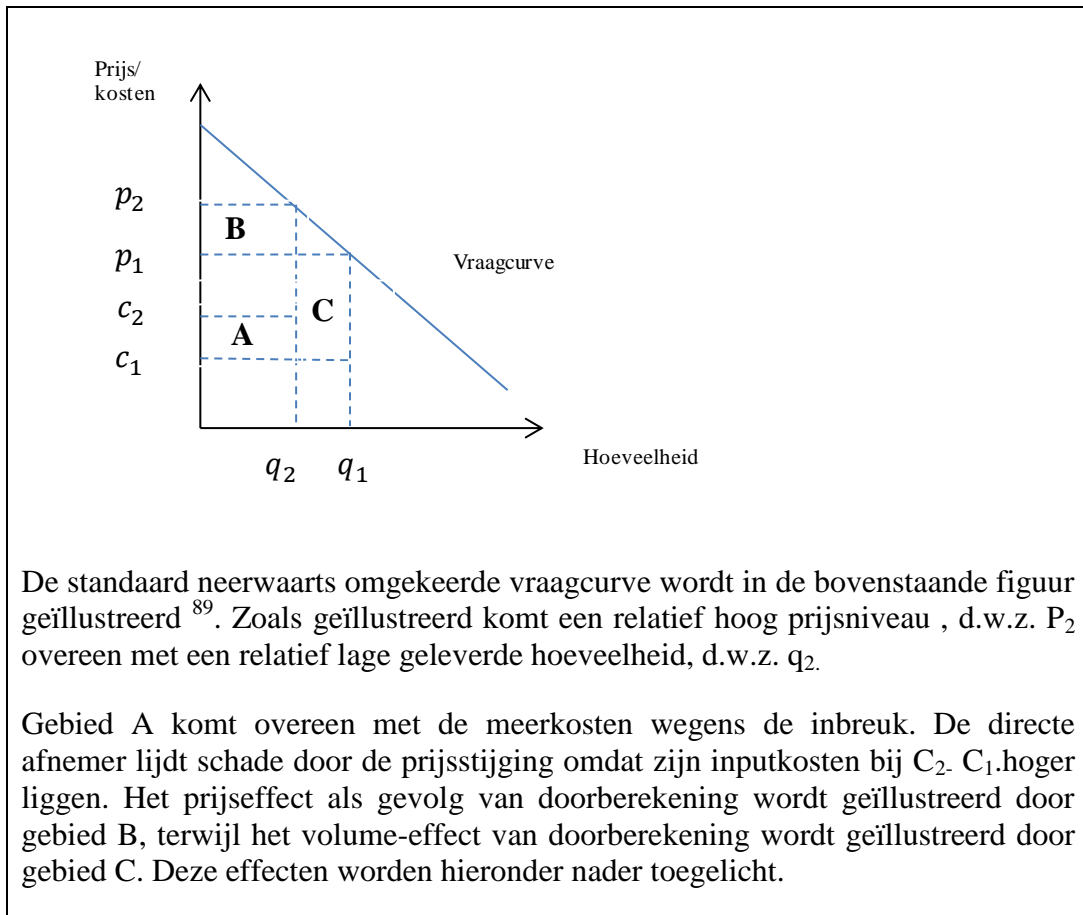 Prijs/
kosten
p₂
B
p₁
Vraagcurve
c₂
C
A
c₁
Hoeveelheid
q₂ q₁
De standaard neerwaarts omgekeerde vraagcurve wordt in de bovenstaande figuur
geïllustreerd ⁸⁹. Zoals geïllustreerd komt een relatief hoog prijsniveau , d.w.z. P₂
overeen met een relatief lage geleverde hoeveelheid, d.w.z. q₂.
Gebied A komt overeen met de meerkosten wegens de inbreuk. De directe
afnemer lijdt schade door de prijsstijging omdat zijn inputkosten bij C₂- C₁.hoger
liggen. Het prijseffect als gevolg van doorberekening wordt geïllustreerd door
gebied B, terwijl het volume-effect van doorberekening wordt geïllustreerd door
gebied C. Deze effecten worden hieronder nader toegelicht.